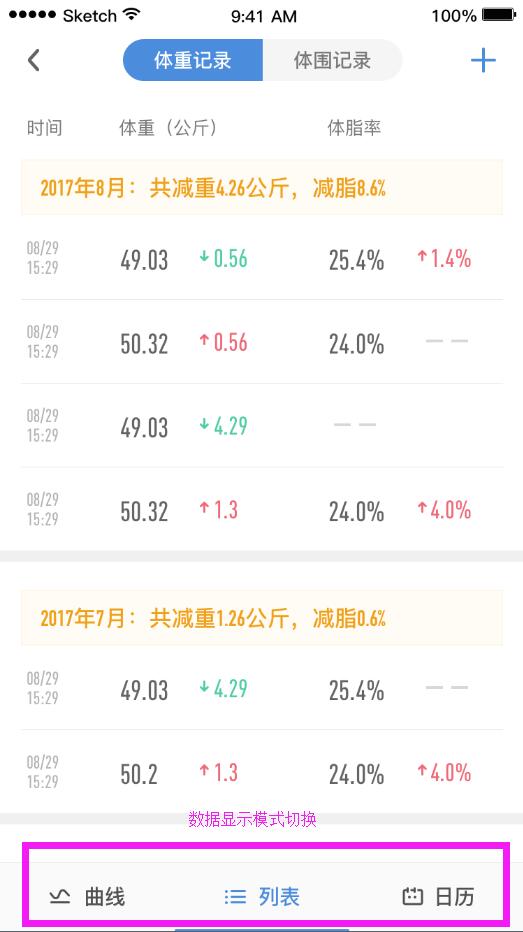 Sketch 9:41 AM 100%
体重记录 体围记录
时间 体重（公斤） 体脂率
2017年8月：共减重4.26公斤，减脂8.6%
08/29
15:29
49.03 ↓0.56 25.4% ↑1.4%
08/29
15:29
50.32 ↑0.56 24.0% — —
08/29
15:29
49.03 ↓4.29 — —
08/29
15:29
50.32 ↑1.3 24.0% ↑4.0%
2017年7月：共减重1.26公斤，减脂0.6%
08/29
15:29
49.03 ↓4.29 25.4% — —
08/29
15:29
50.2 ↑1.3 24.0% ↑4.0%
数据显示模式切换
曲线 列表 日历